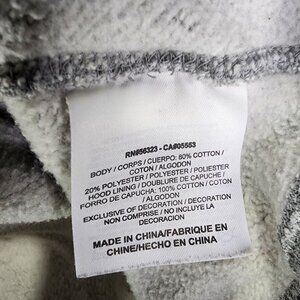 RN#56323 - CA#05553
BODY / CORPS / CUERPO: 80% COTTON /
COTON / ALGODON
20% POLYESTER / POLYESTER / POLIESTER
HOOD LINING / DOUBLURE DE CAPUCHE /
FORRO DE CAPUCHA: 100% COTTON / COTON
/ ALGODON
EXCLUSIVE OF DECORATION / DECORATION
NON COMPRISE / NO INCLUYE LA
DECORACION
MADE IN CHINA/FABRIQUE EN
CHINE/HECHO EN CHINA